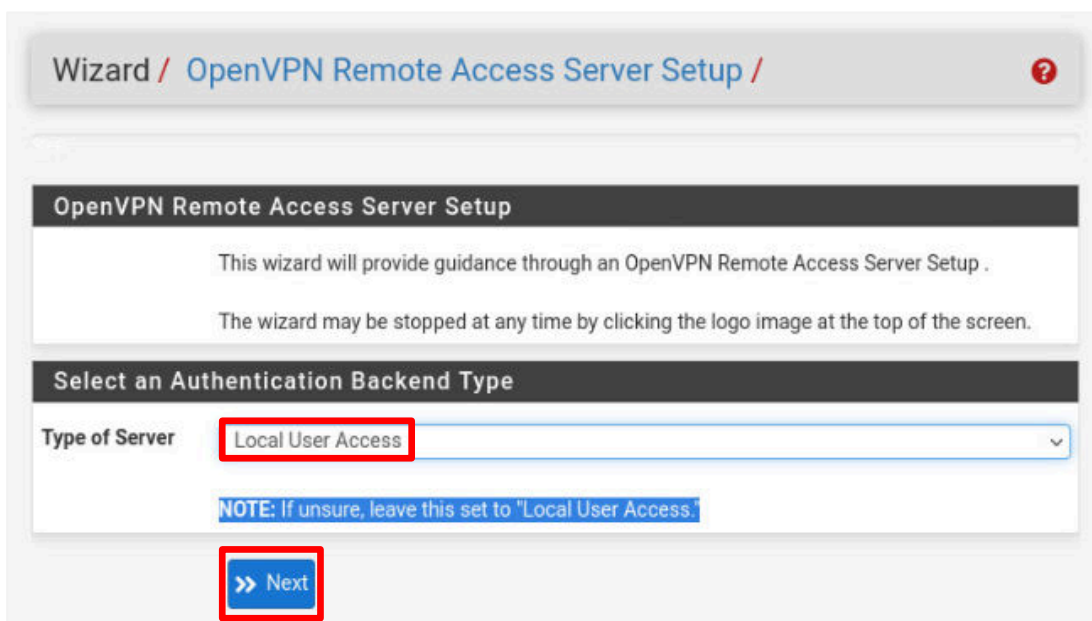 Wizard / OpenVPN Remote Access Server Setup /
OpenVPN Remote Access Server Setup
This wizard will provide guidance through an OpenVPN Remote Access Server Setup .
The wizard may be stopped at any time by clicking the logo image at the top of the screen.
Select an Authentication Backend Type
Type of Server Local User Access
NOTE: If unsure, leave this set to "Local User Access."
Next